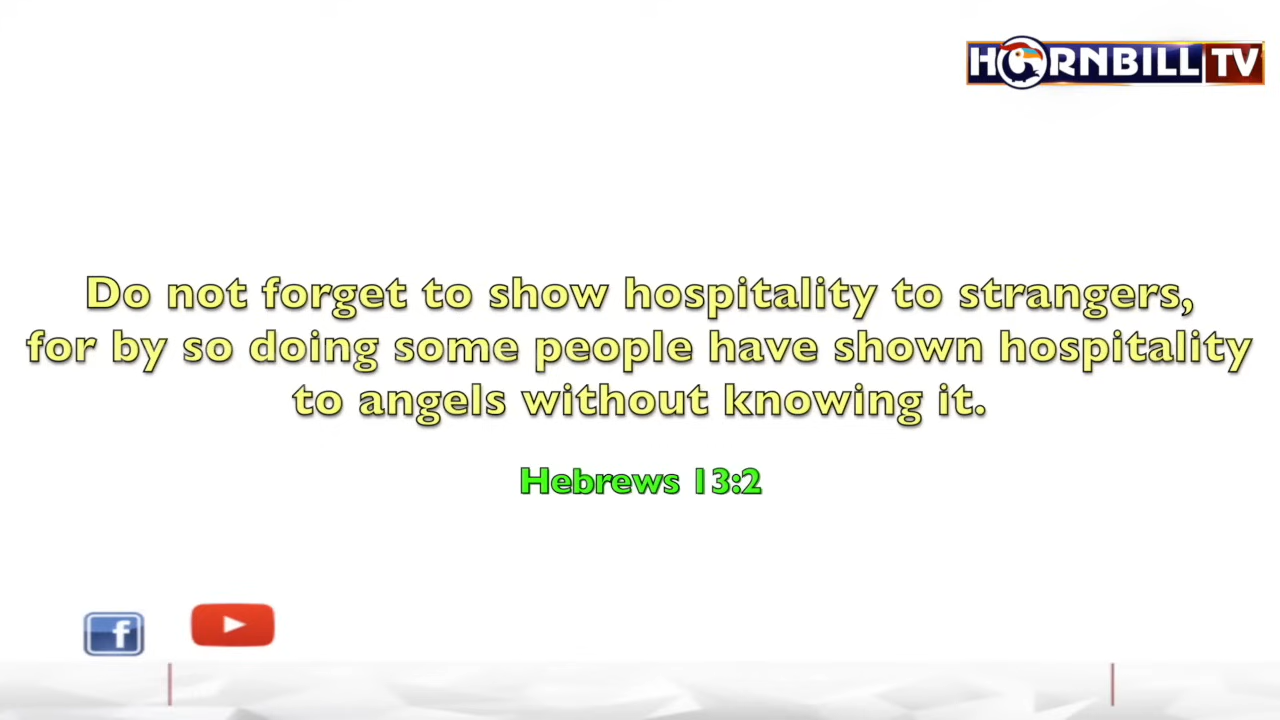 HORNBILL TV
Do not forget to show hospitality to strangers,
for by so doing some people have shown hospitality
to angels without knowing it.
Hebrews 13:2
f